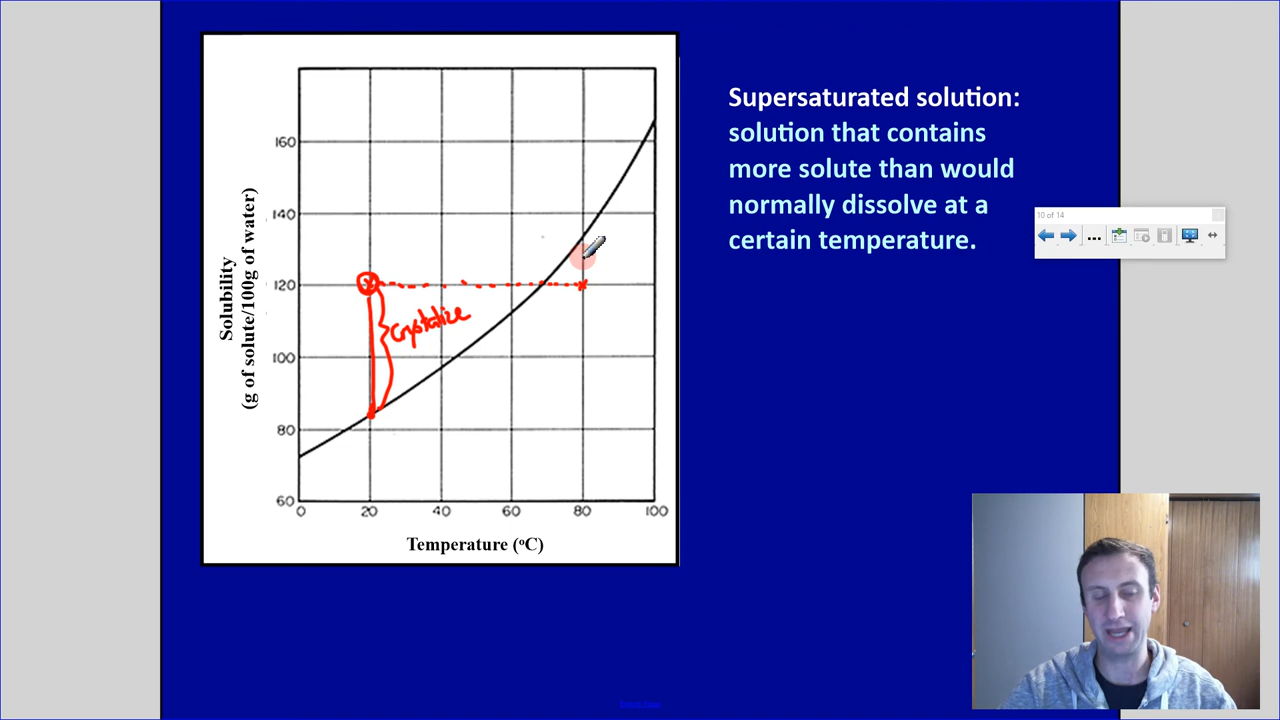 160
140
120
100
80
60
0 20 40 60 80 100
Solubility
(g of solute/100g of water)
Temperature (°C)
Crystalize
Supersaturated solution:
solution that contains
more solute than would
normally dissolve at a
certain temperature.
10 of 14